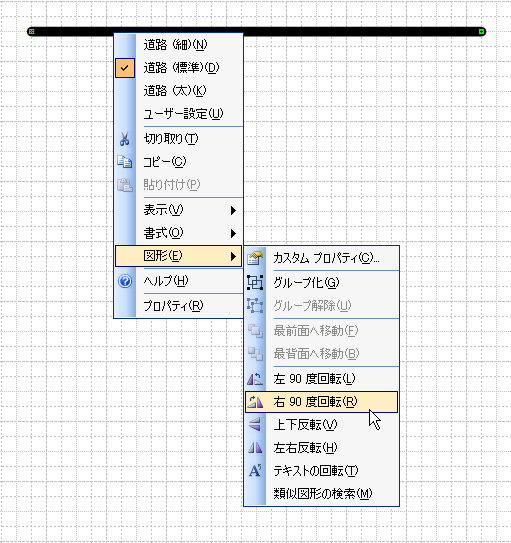 道路 (細)(N)
道路 (標準)(D)
道路 (太)(K)
ユーザー設定(U)
切り取り(T)
コピー(C)
貼り付け(P)
表示(V)
書式(O)
図形(E)
ヘルプ(H)
プロパティ(R)
カスタム プロパティ(C)...
グループ化(G)
グループ解除(U)
最前面へ移動(F)
最背面へ移動(B)
左 90 度回転(L)
右 90 度回転(R)
上下反転(V)
左右反転(H)
テキストの回転(T)
類似図形の検索(M)